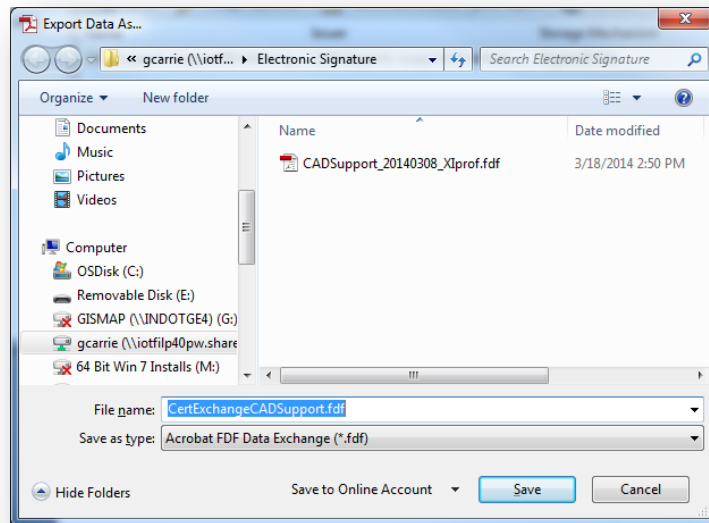 Export Data As...
« gcarrie (\\iotf... ▸ Electronic Signature
Search Electronic Signature
Organize
New folder
Documents
Music
Pictures
Videos
Computer
OSDisk (C:)
Removable Disk (E:)
GISMAP (\\INDOTGE4) (G:)
gcarrie (\\iotfilp40pw.share
64 Bit Win 7 Installs (M:)
Name
Date modified
CADSupport_20140308_XIprof.fdf
3/18/2014 2:50 PM
File name:
CertExchangeCADSupport.fdf
Save as type:
Acrobat FDF Data Exchange (*.fdf)
Hide Folders
Save to Online Account
Save
Cancel